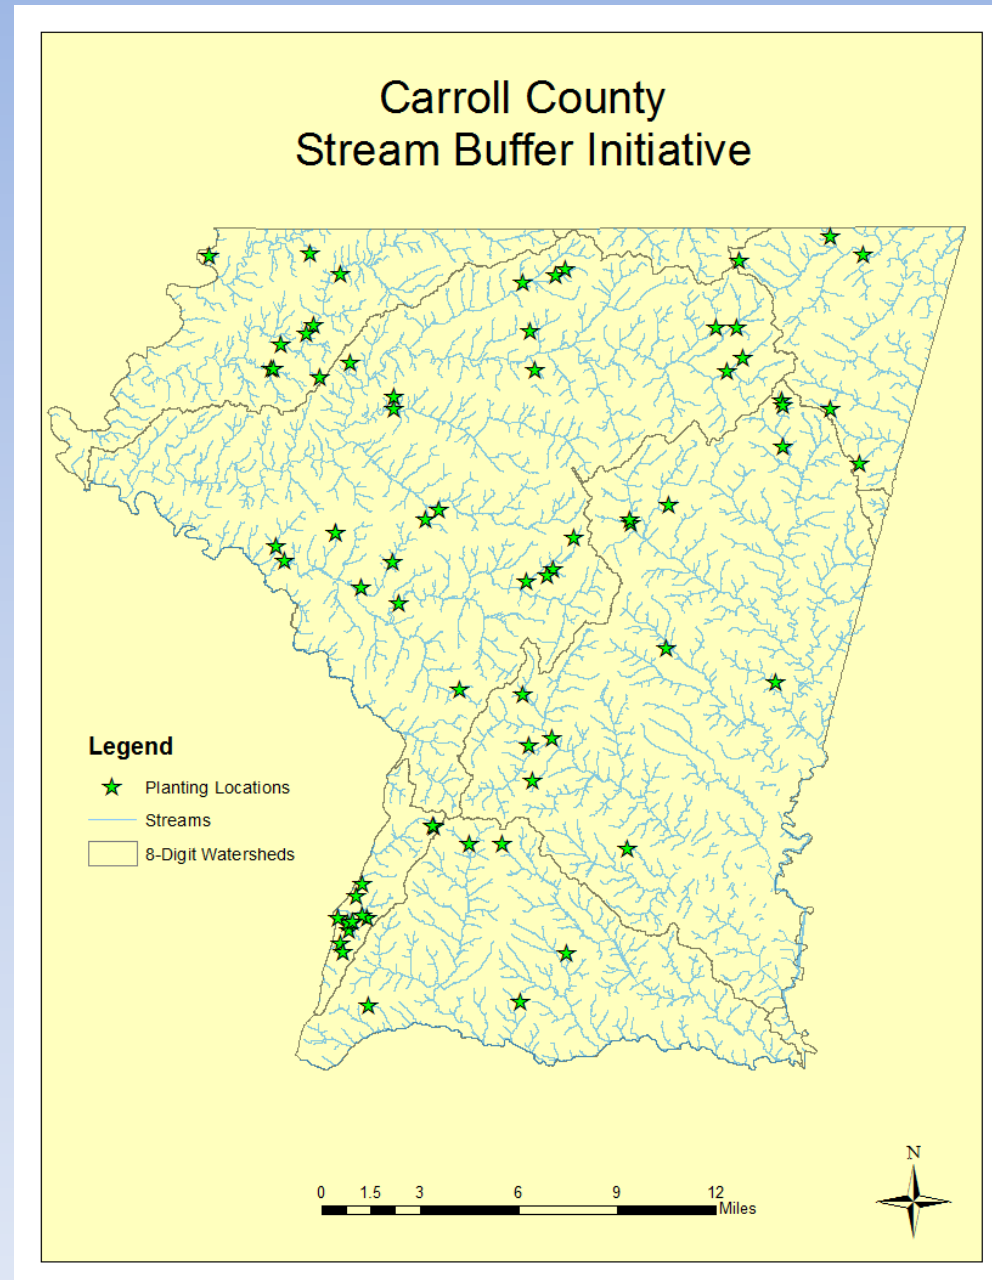 Carroll County
Stream Buffer Initiative
Legend
Planting Locations
Streams
8-Digit Watersheds
N
0 1.5 3 6 9 12
Miles